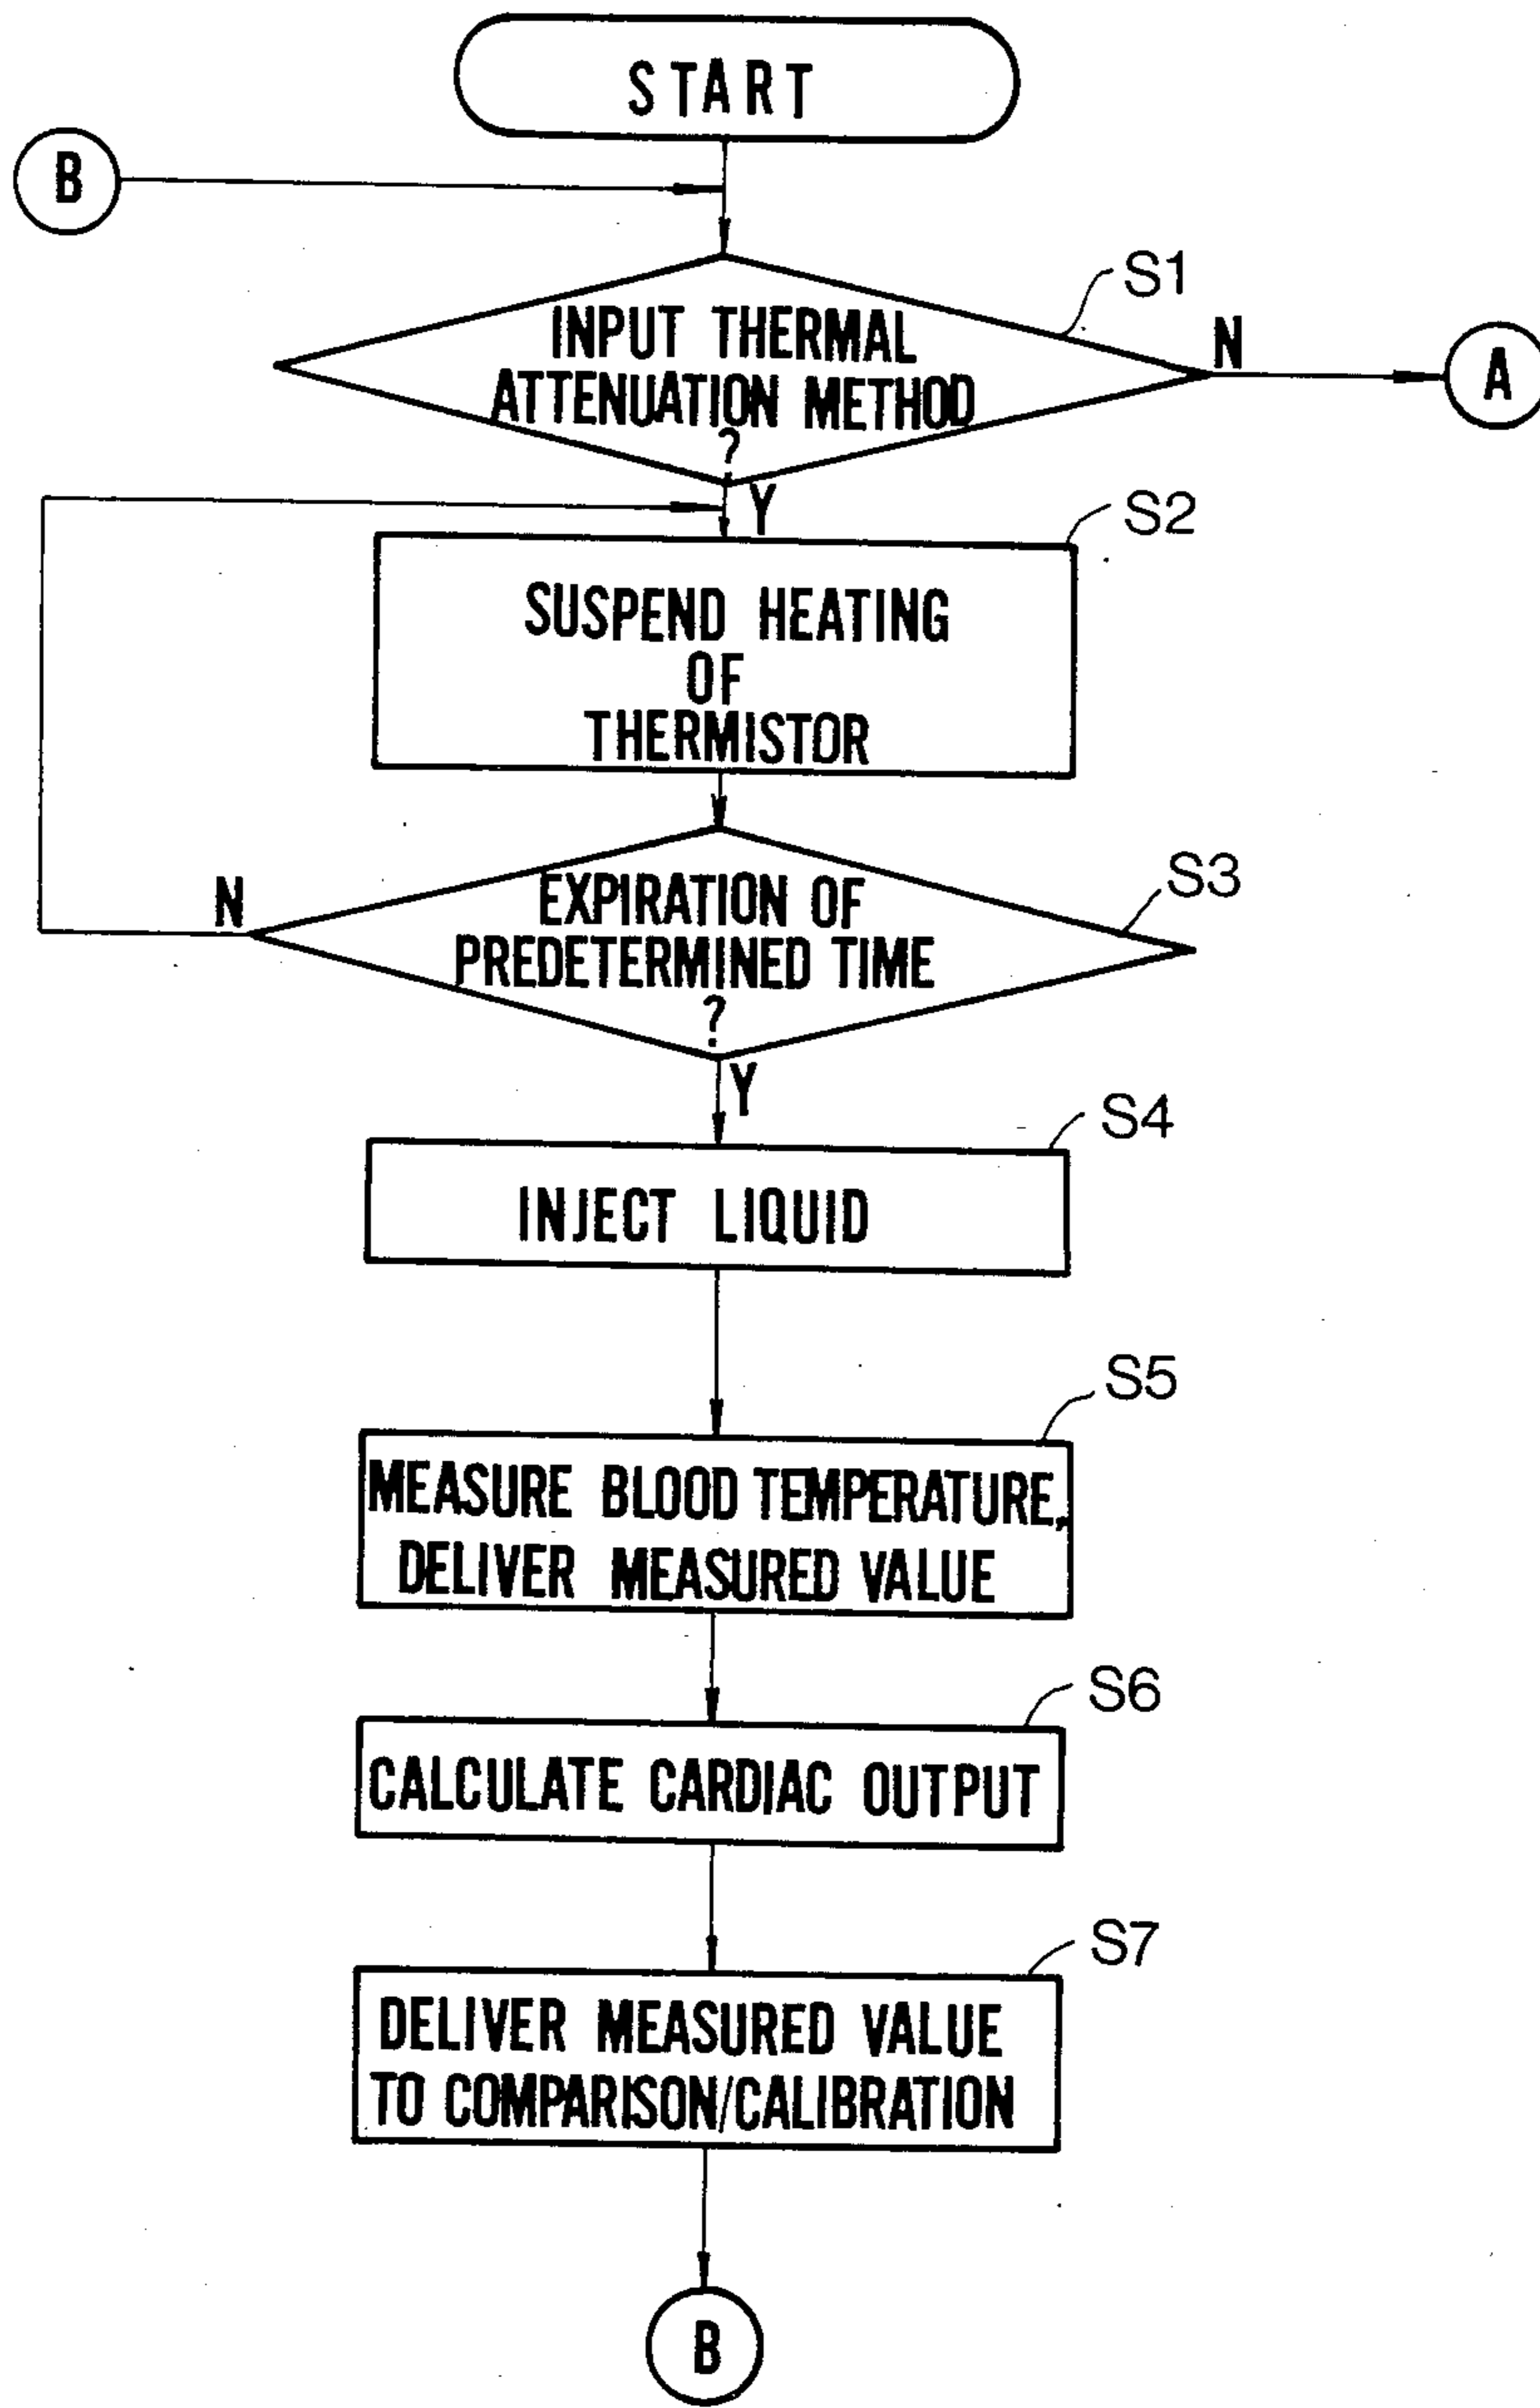 START
B
S1
INPUT THERMAL
ATTENUATION METHOD
?
N
A
Y
S2
SUSPEND HEATING
OF
THERMISTOR
S3
N
EXPIRATION OF
PREDETERMINED TIME
?
Y
S4
INJECT LIQUID
S5
MEASURE BLOOD TEMPERATURE,
DELIVER MEASURED VALUE
S6
CALCULATE CARDIAC OUTPUT
S7
DELIVER MEASURED VALUE
TO COMPARISON/CALIBRATION
B